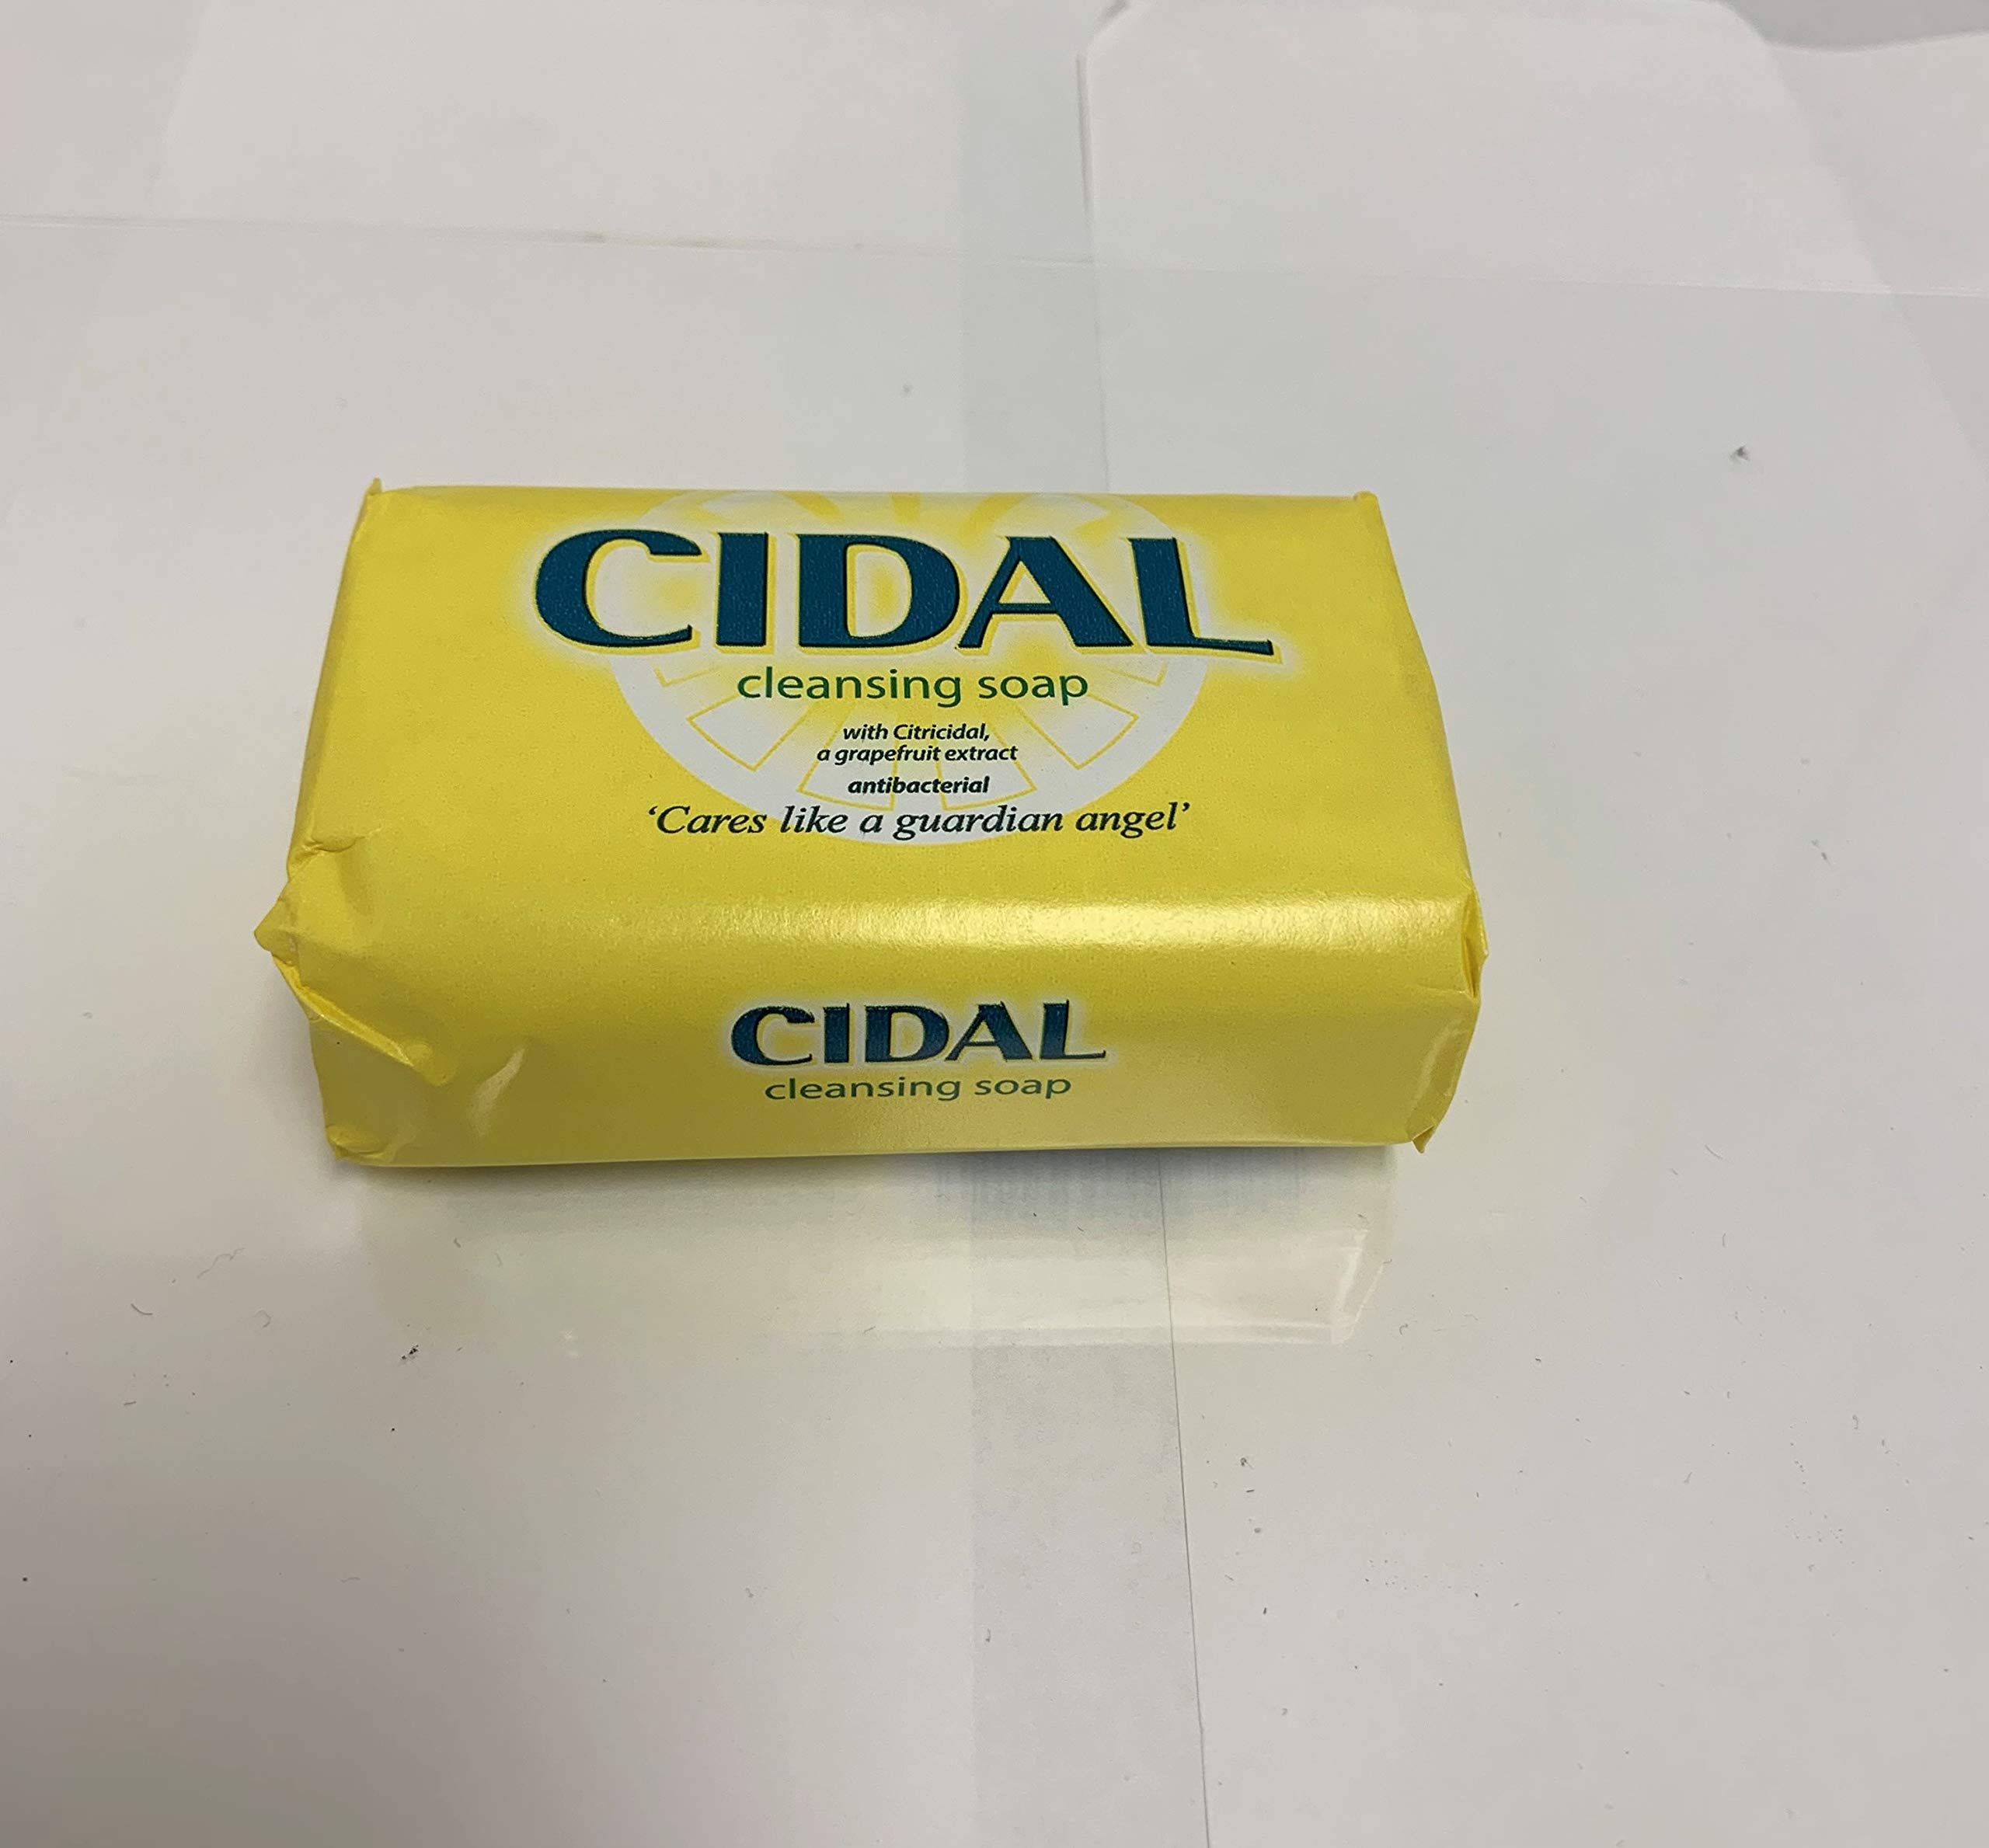 CIDAL
cleansing soap
with Citricidal,
a grapefruit extract
antibacterial
‘Cares like a guardian angel’
CIDAL
cleansing soap